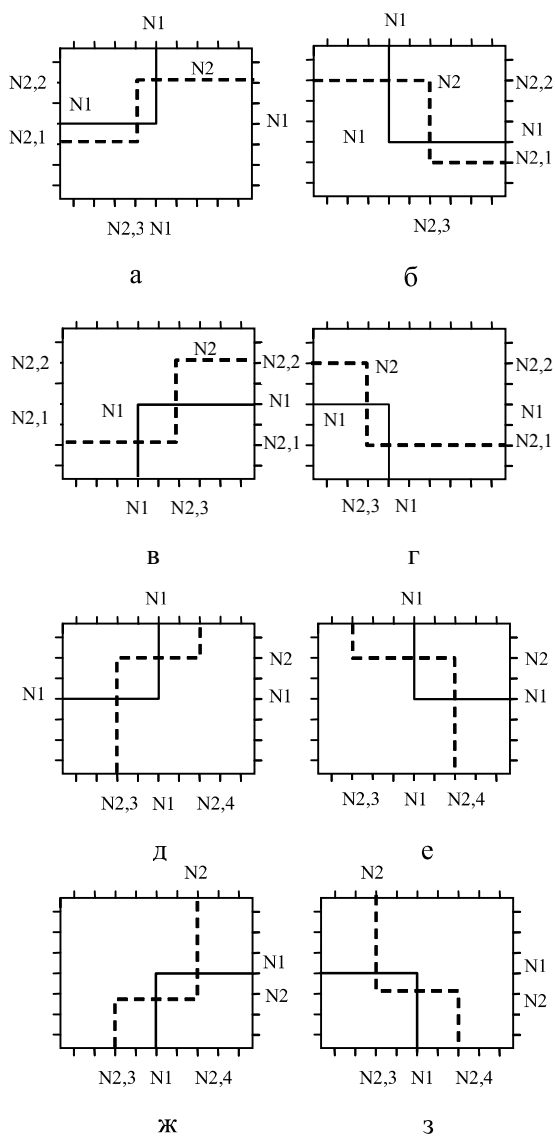 N1 N1
N2,2 N2 N2 N2,2
N1 N1 N1 N1
N2,1 N2,1
N2,3 N1 N2,3
а б
N2,2 N2 N2,2 N2 N2,2
N2,1 N1 N1 N1 N1
N2,1 N2,1
N1 N2,3 N2,3 N1
в г
N1 N1
N2 N2
N1 N1 N1
N2,3 N1 N2,4 N2,3 N1 N2,4
д е
N2 N2
N1 N1
N2 N2
N2,3 N1 N2,4 N2,3 N1 N2,4
ж з